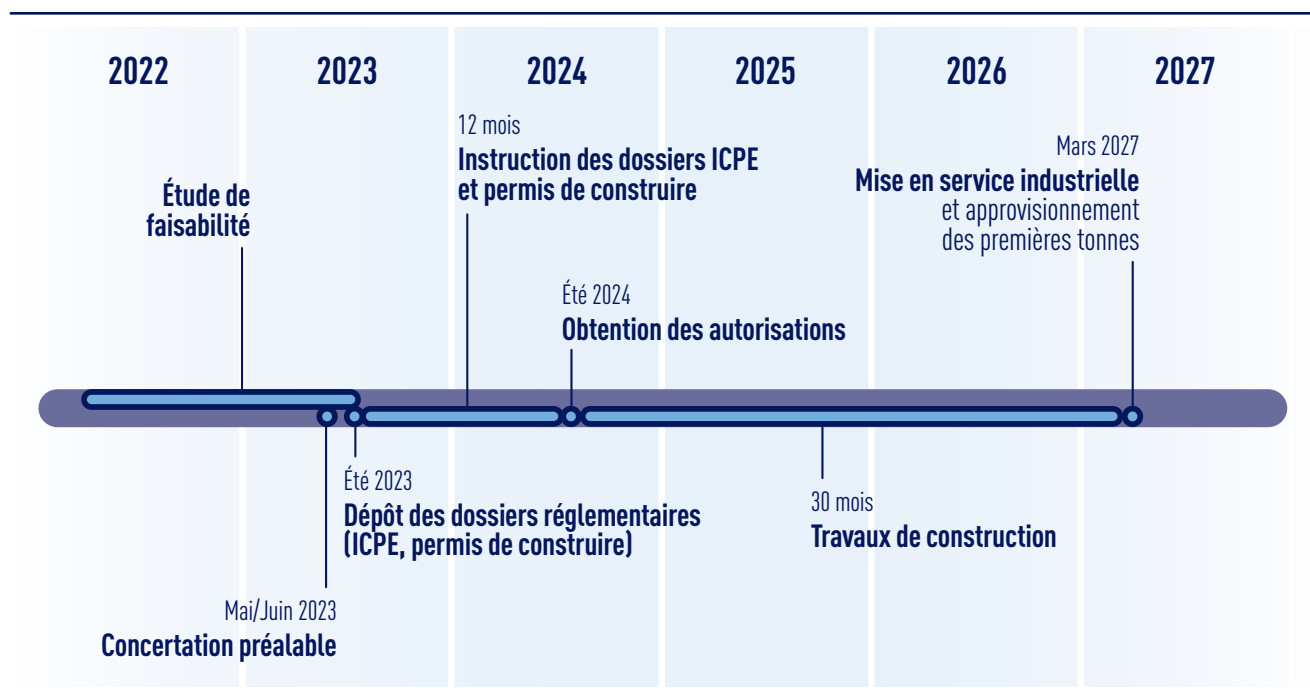 2022
2023
2024
2025
2026
2027
12 mois
Instruction des dossiers ICPE
et permis de construire
Mars 2027
Mise en service industrielle
et approvisionnement
des premières tonnes
Étude de
faisabilité
Été 2024
Obtention des autorisations
Été 2023
Dépôt des dossiers réglementaires
(ICPE, permis de construire)
30 mois
Travaux de construction
Mai/Juin 2023
Concertation préalable